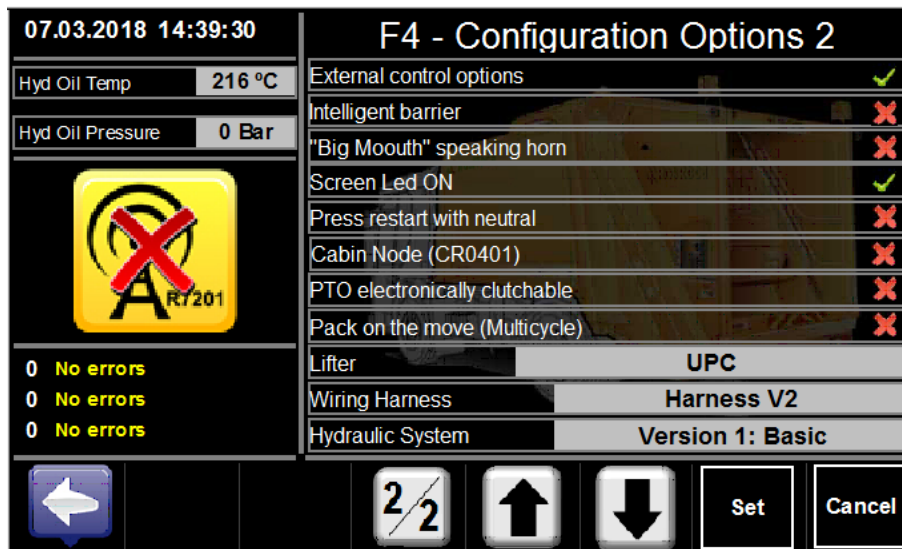 07.03.2018 14:39:30
F4 - Configuration Options 2
Hyd Oil Temp 216 ºC
Hyd Oil Pressure 0 Bar
R7201
0 No errors
0 No errors
0 No errors
External control options
Intelligent barrier
"Big Moouth" speaking horn
Screen Led ON
Press restart with neutral
Cabin Node (CR0401)
PTO electronically clutchable
Pack on the move (Multicycle)
Lifter UPC
Wiring Harness Harness V2
Hydraulic System Version 1: Basic
2/2
Set
Cancel